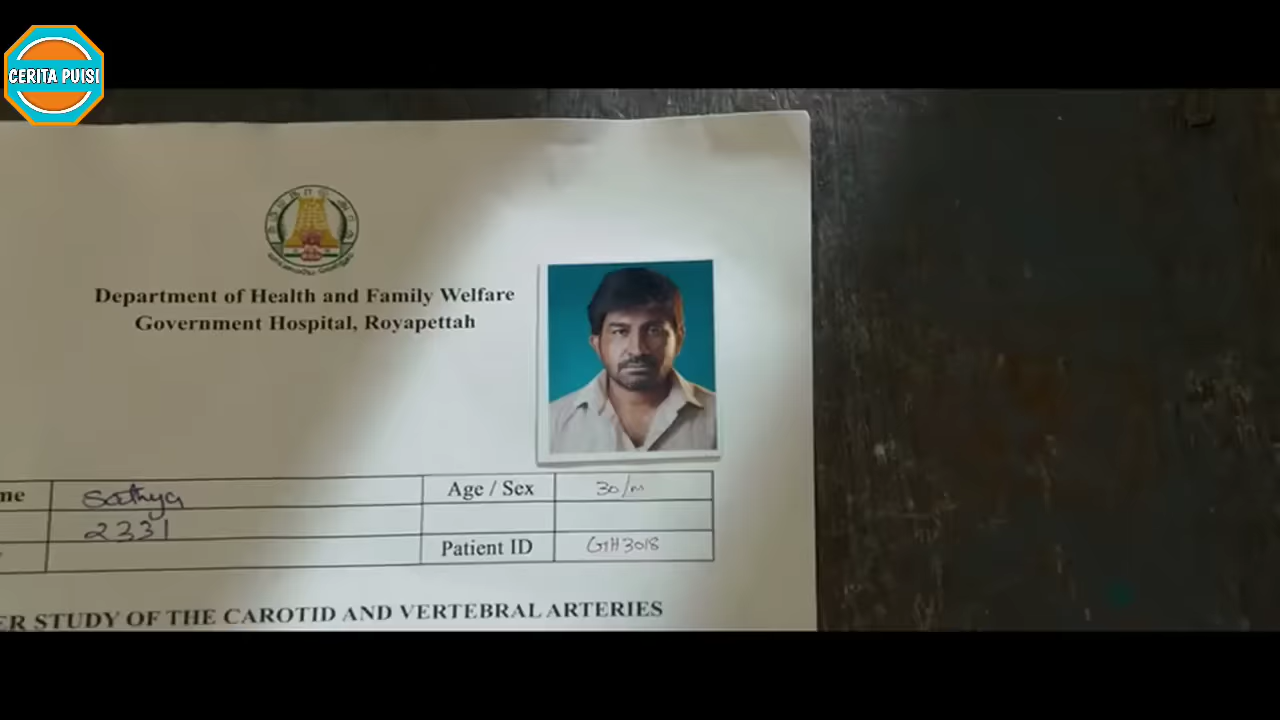 CERITA PUISI
Department of Health and Family Welfare
Government Hospital, Royapettah
me Sathya Age / Sex 30/m
2331
Patient ID GH3018
ER STUDY OF THE CAROTID AND VERTEBRAL ARTERIES